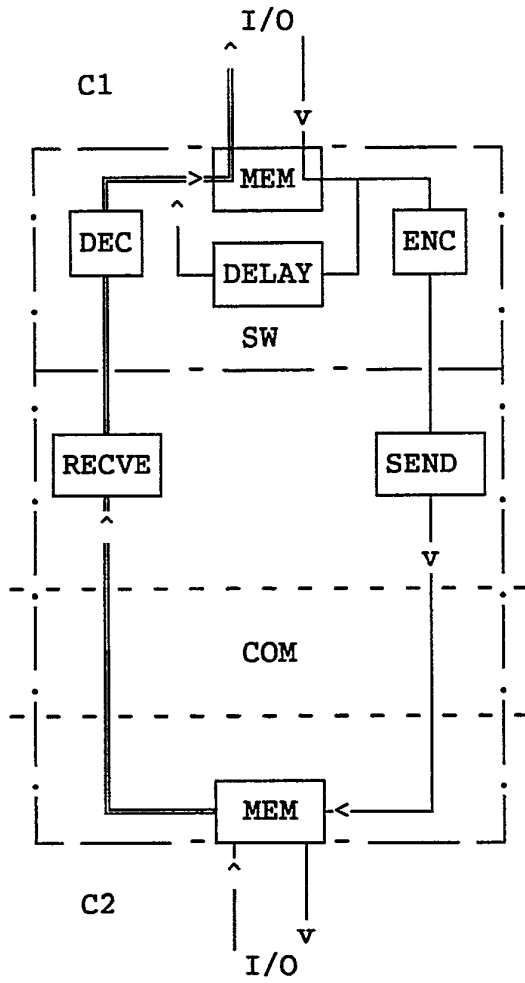 I/O
C1
MEM
DEC
ENC
DELAY
SW
RECVE
SEND
COM
MEM
C2
I/O